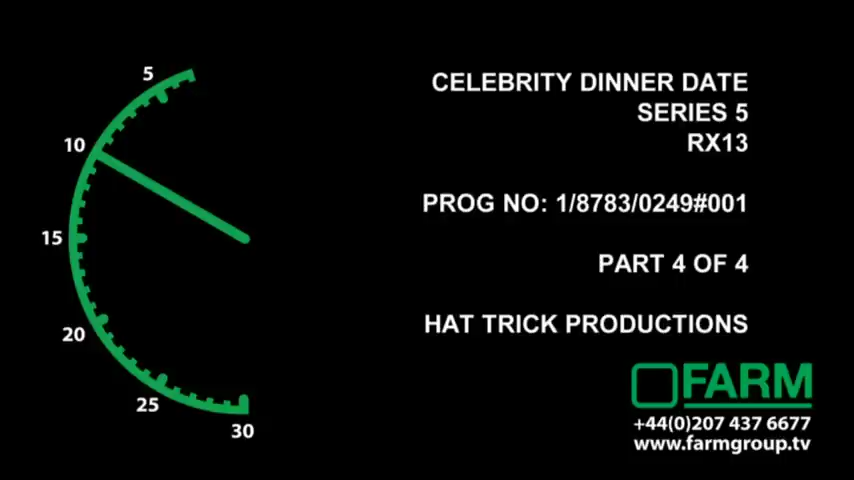 5
10
15
20
25
30
CELEBRITY DINNER DATE
SERIES 5
RX13
PROG NO: 1/8783/0249#001
PART 4 OF 4
HAT TRICK PRODUCTIONS
FARM
+44(0)207 437 6677
www.farmgroup.tv